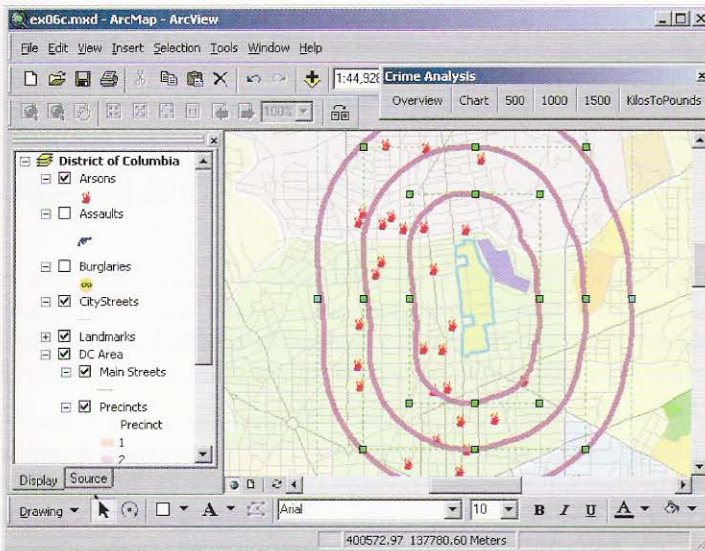 ex06c.mxd - ArcMap - ArcView
File Edit View Insert Selection Tools Window Help
1:44,928
Crime Analysis
Overview Chart 500 1000 1500 KilosToPounds
100%
District of Columbia
Arsons
Assaults
Burglaries
CityStreets
Landmarks
DC Area
Main Streets
Precincts
Precinct
1
2
Display Source
Drawing A Arial 10 B I U A
400572.97 137780.60 Meters